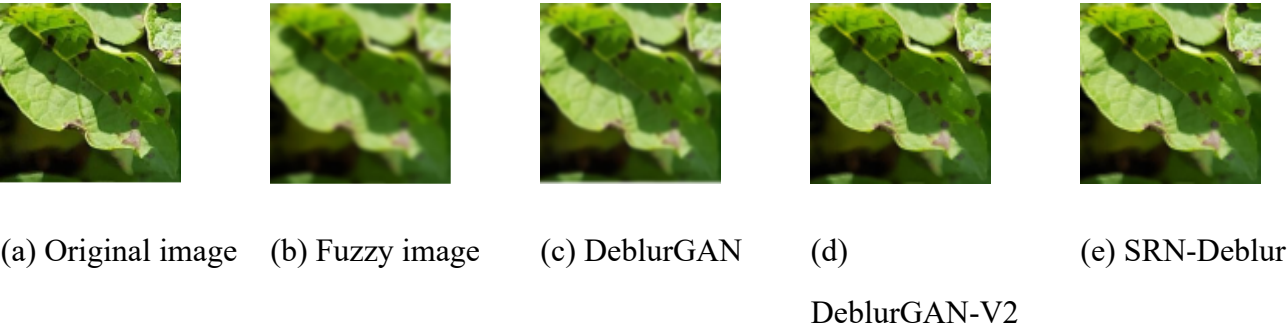 (a) Original image
(b) Fuzzy image
(c) DeblurGAN
(d)
DeblurGAN-V2
(e) SRN-Deblur